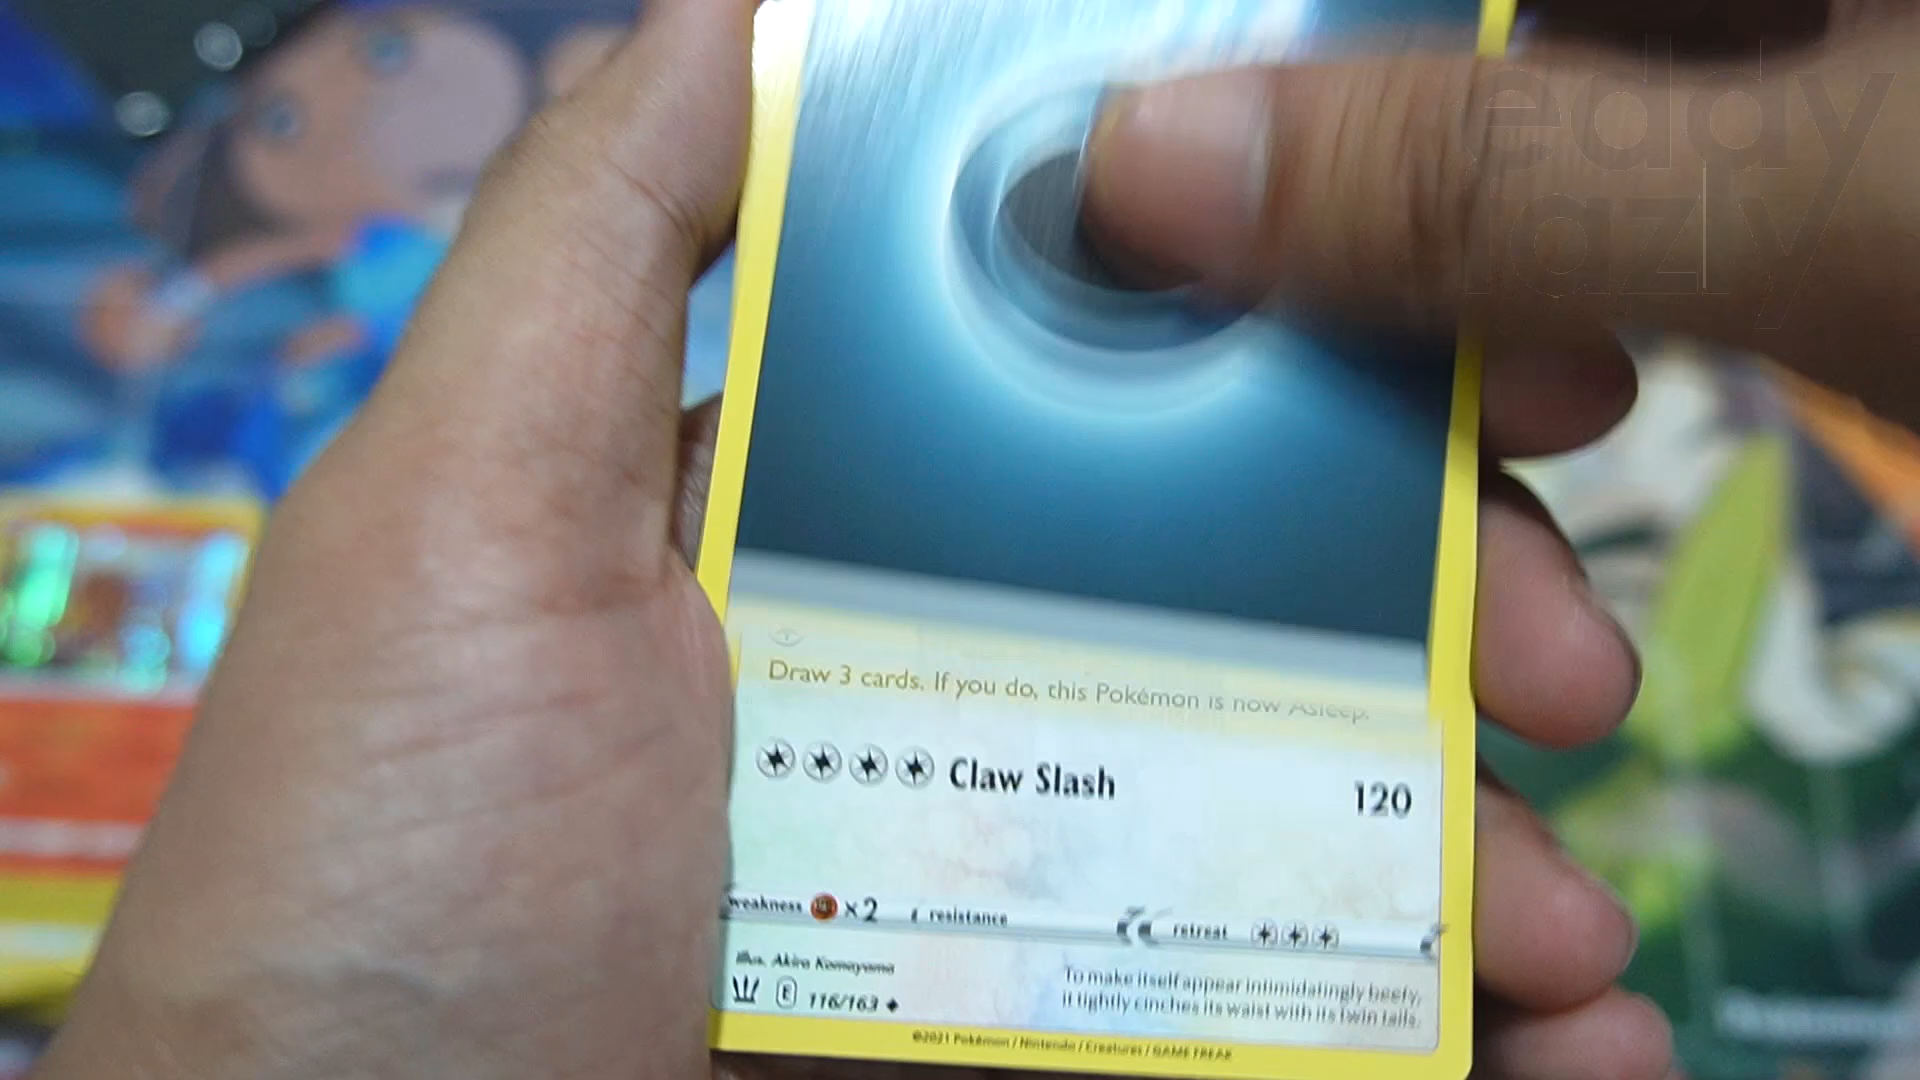 eddy
lazly
Draw 3 cards. If you do, this Pokémon is now Asleep.
Claw Slash 120
weakness ×2 resistance retreat
illus. Akira Komayama
E 116/163
To make itself appear intimidatingly beefy,
it tightly cinches its waist with its twin tails.
©2021 Pokémon / Nintendo / Creatures / GAME FREAK